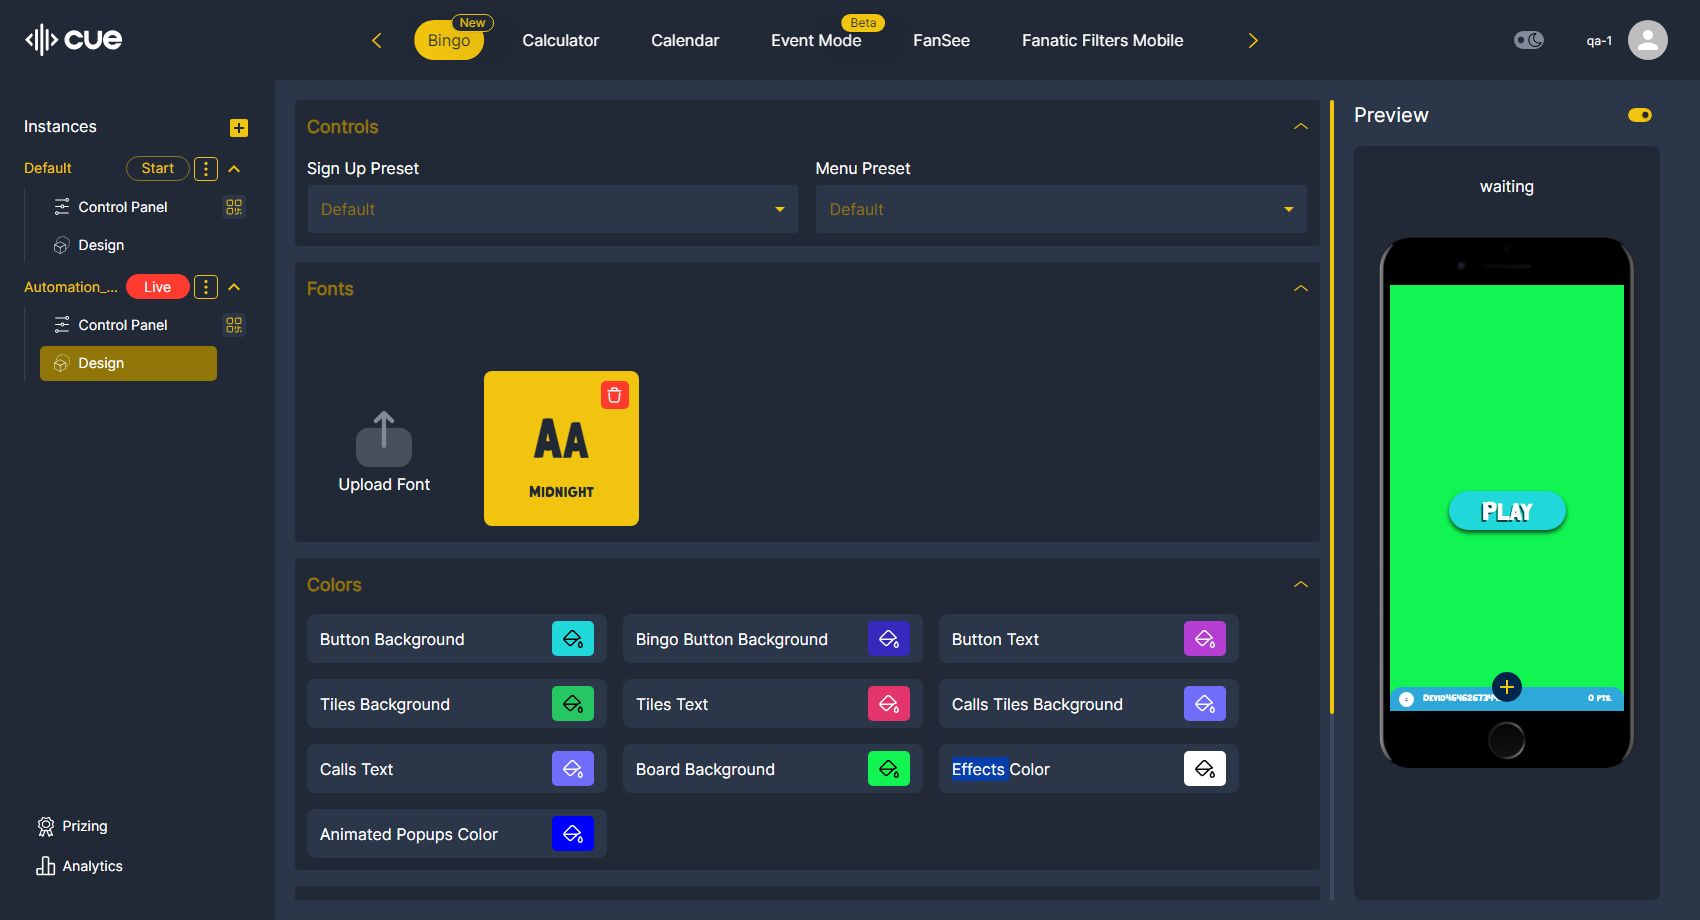 cue
Bingo
New
Calculator
Calendar
Event Mode
Beta
FanSee
Fanatic Filters Mobile
qa-1
Instances
Default
Start
Control Panel
Design
Automation_...
Live
Control Panel
Design
Prizing
Analytics
Controls
Sign Up Preset
Menu Preset
Default
Default
Fonts
Upload Font
AA
MIDNIGHT
Colors
Button Background
Bingo Button Background
Button Text
Tiles Background
Tiles Text
Calls Tiles Background
Calls Text
Board Background
Effects Color
Animated Popups Color
Preview
waiting
PLAY
0 PTS.